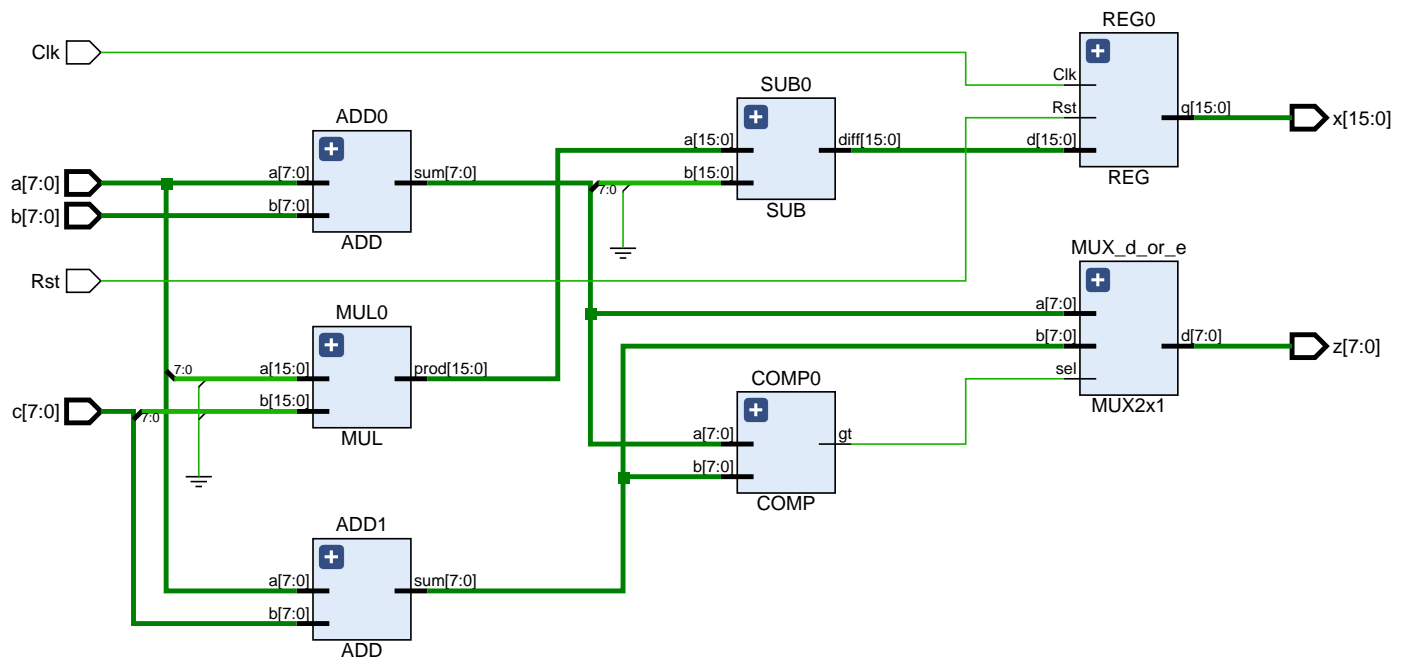 REG0
Clk
Clk
Rst
q[15:0]
x[15:0]
d[15:0]
REG
SUB0
a[15:0]
diff[15:0]
b[15:0]
7:0
SUB
ADD0
a[7:0]
a[7:0]
sum[7:0]
b[7:0]
b[7:0]
ADD
Rst
MUX_d_or_e
a[7:0]
b[7:0]
d[7:0]
z[7:0]
sel
MUX2x1
MUL0
7:0
a[15:0]
prod[15:0]
c[7:0]
7:0
b[15:0]
MUL
COMP0
a[7:0]
gt
b[7:0]
COMP
ADD1
a[7:0]
sum[7:0]
b[7:0]
ADD